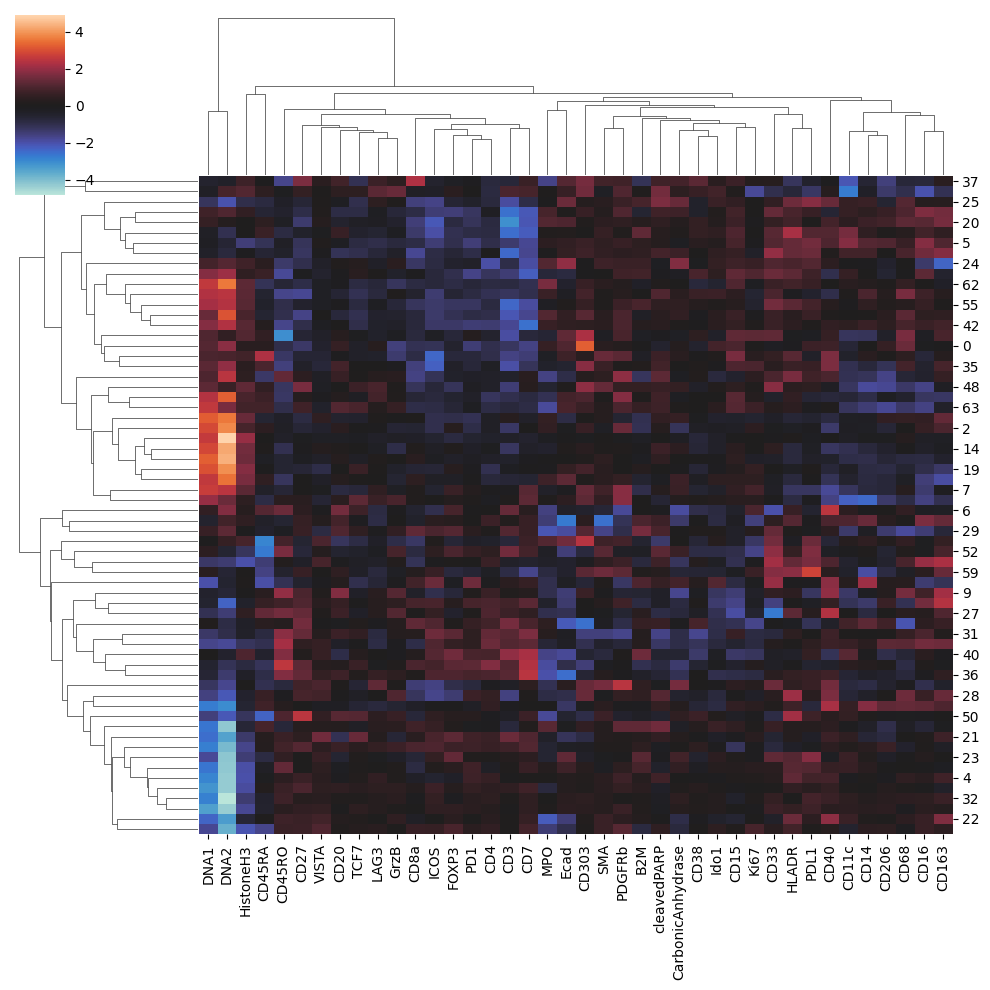 4
2
0
−2
−4
37
25
20
5
24
62
55
42
0
35
48
63
2
14
19
7
6
29
52
59
9
27
31
40
36
28
50
21
23
4
32
22
DNA1
DNA2
HistoneH3
CD45RA
CD45RO
CD27
VISTA
CD20
TCF7
LAG3
GrzB
CD8a
ICOS
FOXP3
PD1
CD4
CD3
CD7
MPO
Ecad
CD303
SMA
PDGFRb
B2M
cleavedPARP
CarbonicAnhydrase
CD38
Ido1
CD15
Ki67
CD33
HLADR
PDL1
CD40
CD11c
CD14
CD206
CD68
CD16
CD163